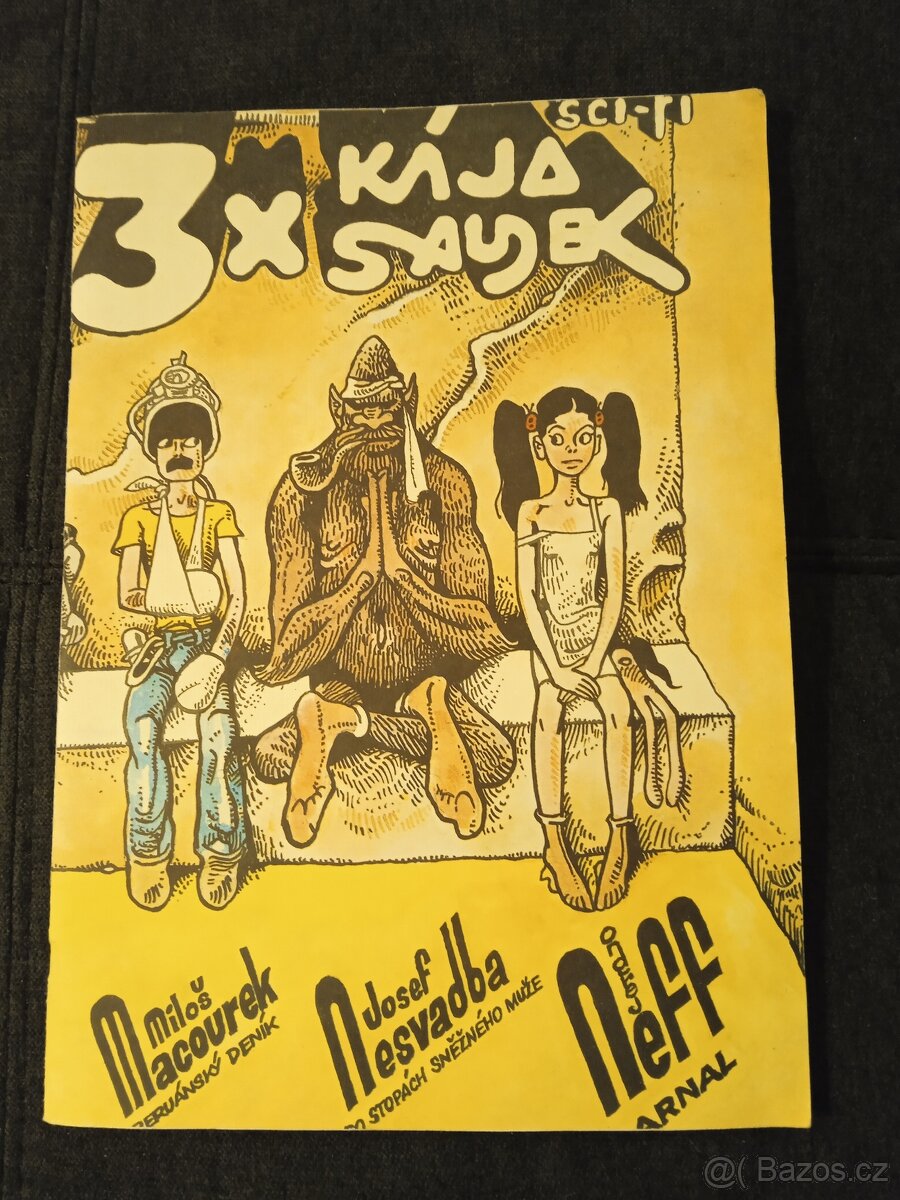 sci-fi
3x KÁJA
SAUDEK
Miloš
Macourek
PERUÁNSKÝ DENÍK
Josef
Nesvadba
PO STOPÁCH SNĚŽNÉHO MUŽE
ondřej
Neff
ARNAL
@( Bazos.cz